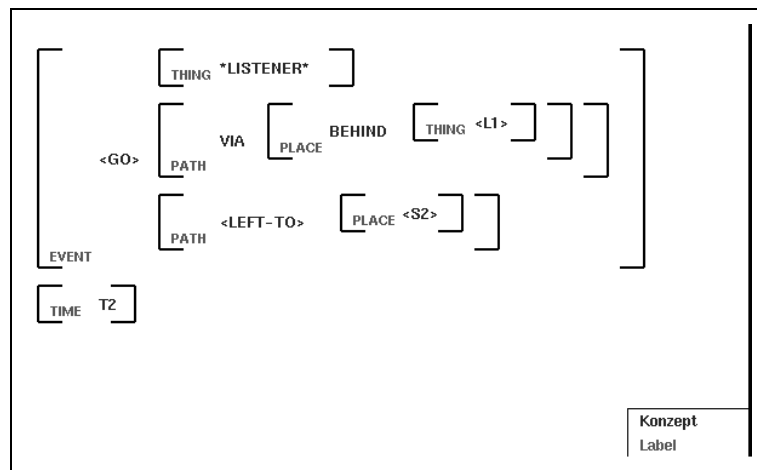 THING *LISTENER*
<GO> PATH VIA PLACE BEHIND THING <L1>
PATH <LEFT-TO> PLACE <S2>
EVENT
TIME T2
Konzept
Label